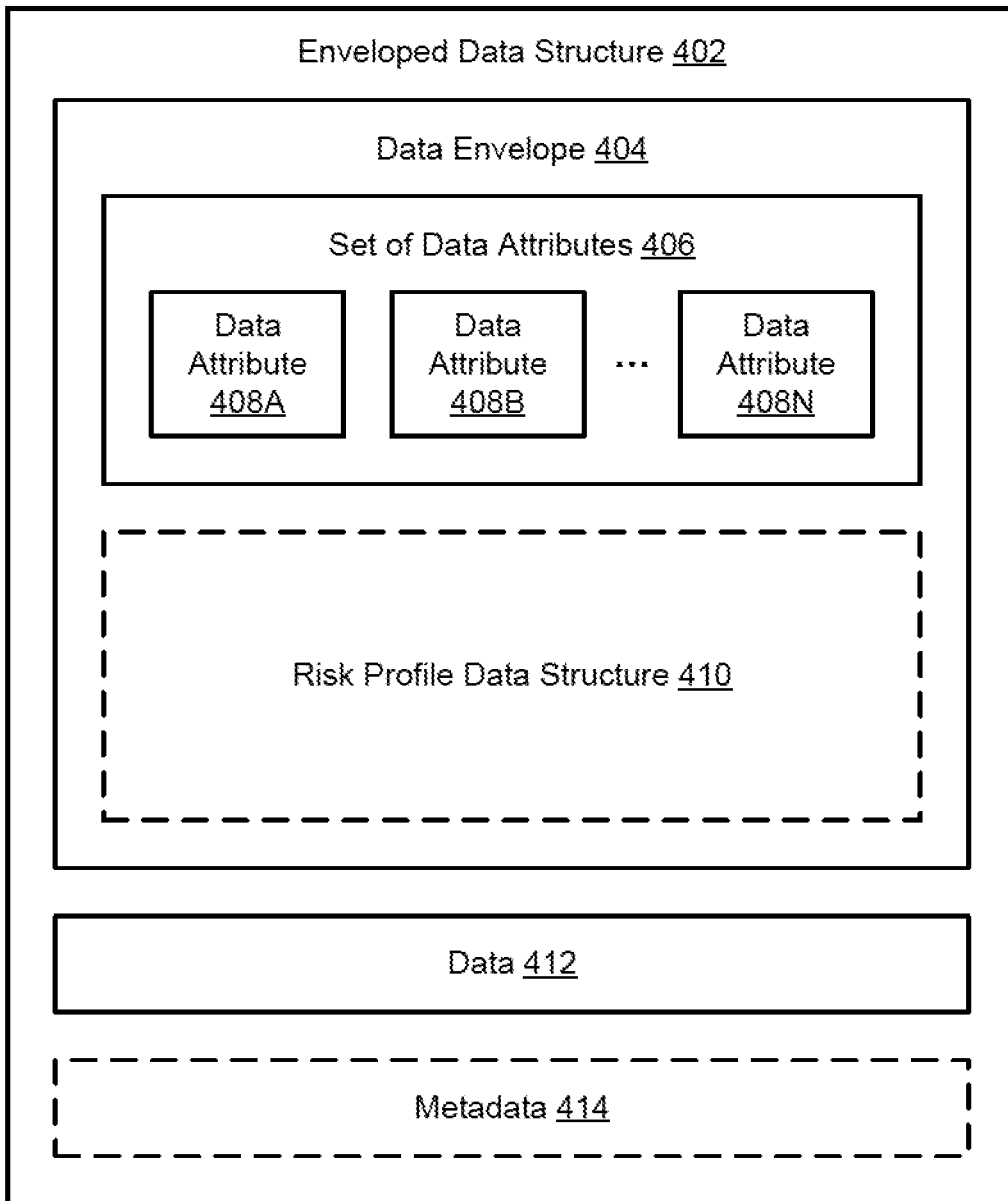 Enveloped Data Structure 402
Data Envelope 404
Set of Data Attributes 406
Data
Attribute
408A
Data
Attribute
408B
...
Data
Attribute
408N
Risk Profile Data Structure 410
Data 412
Metadata 414